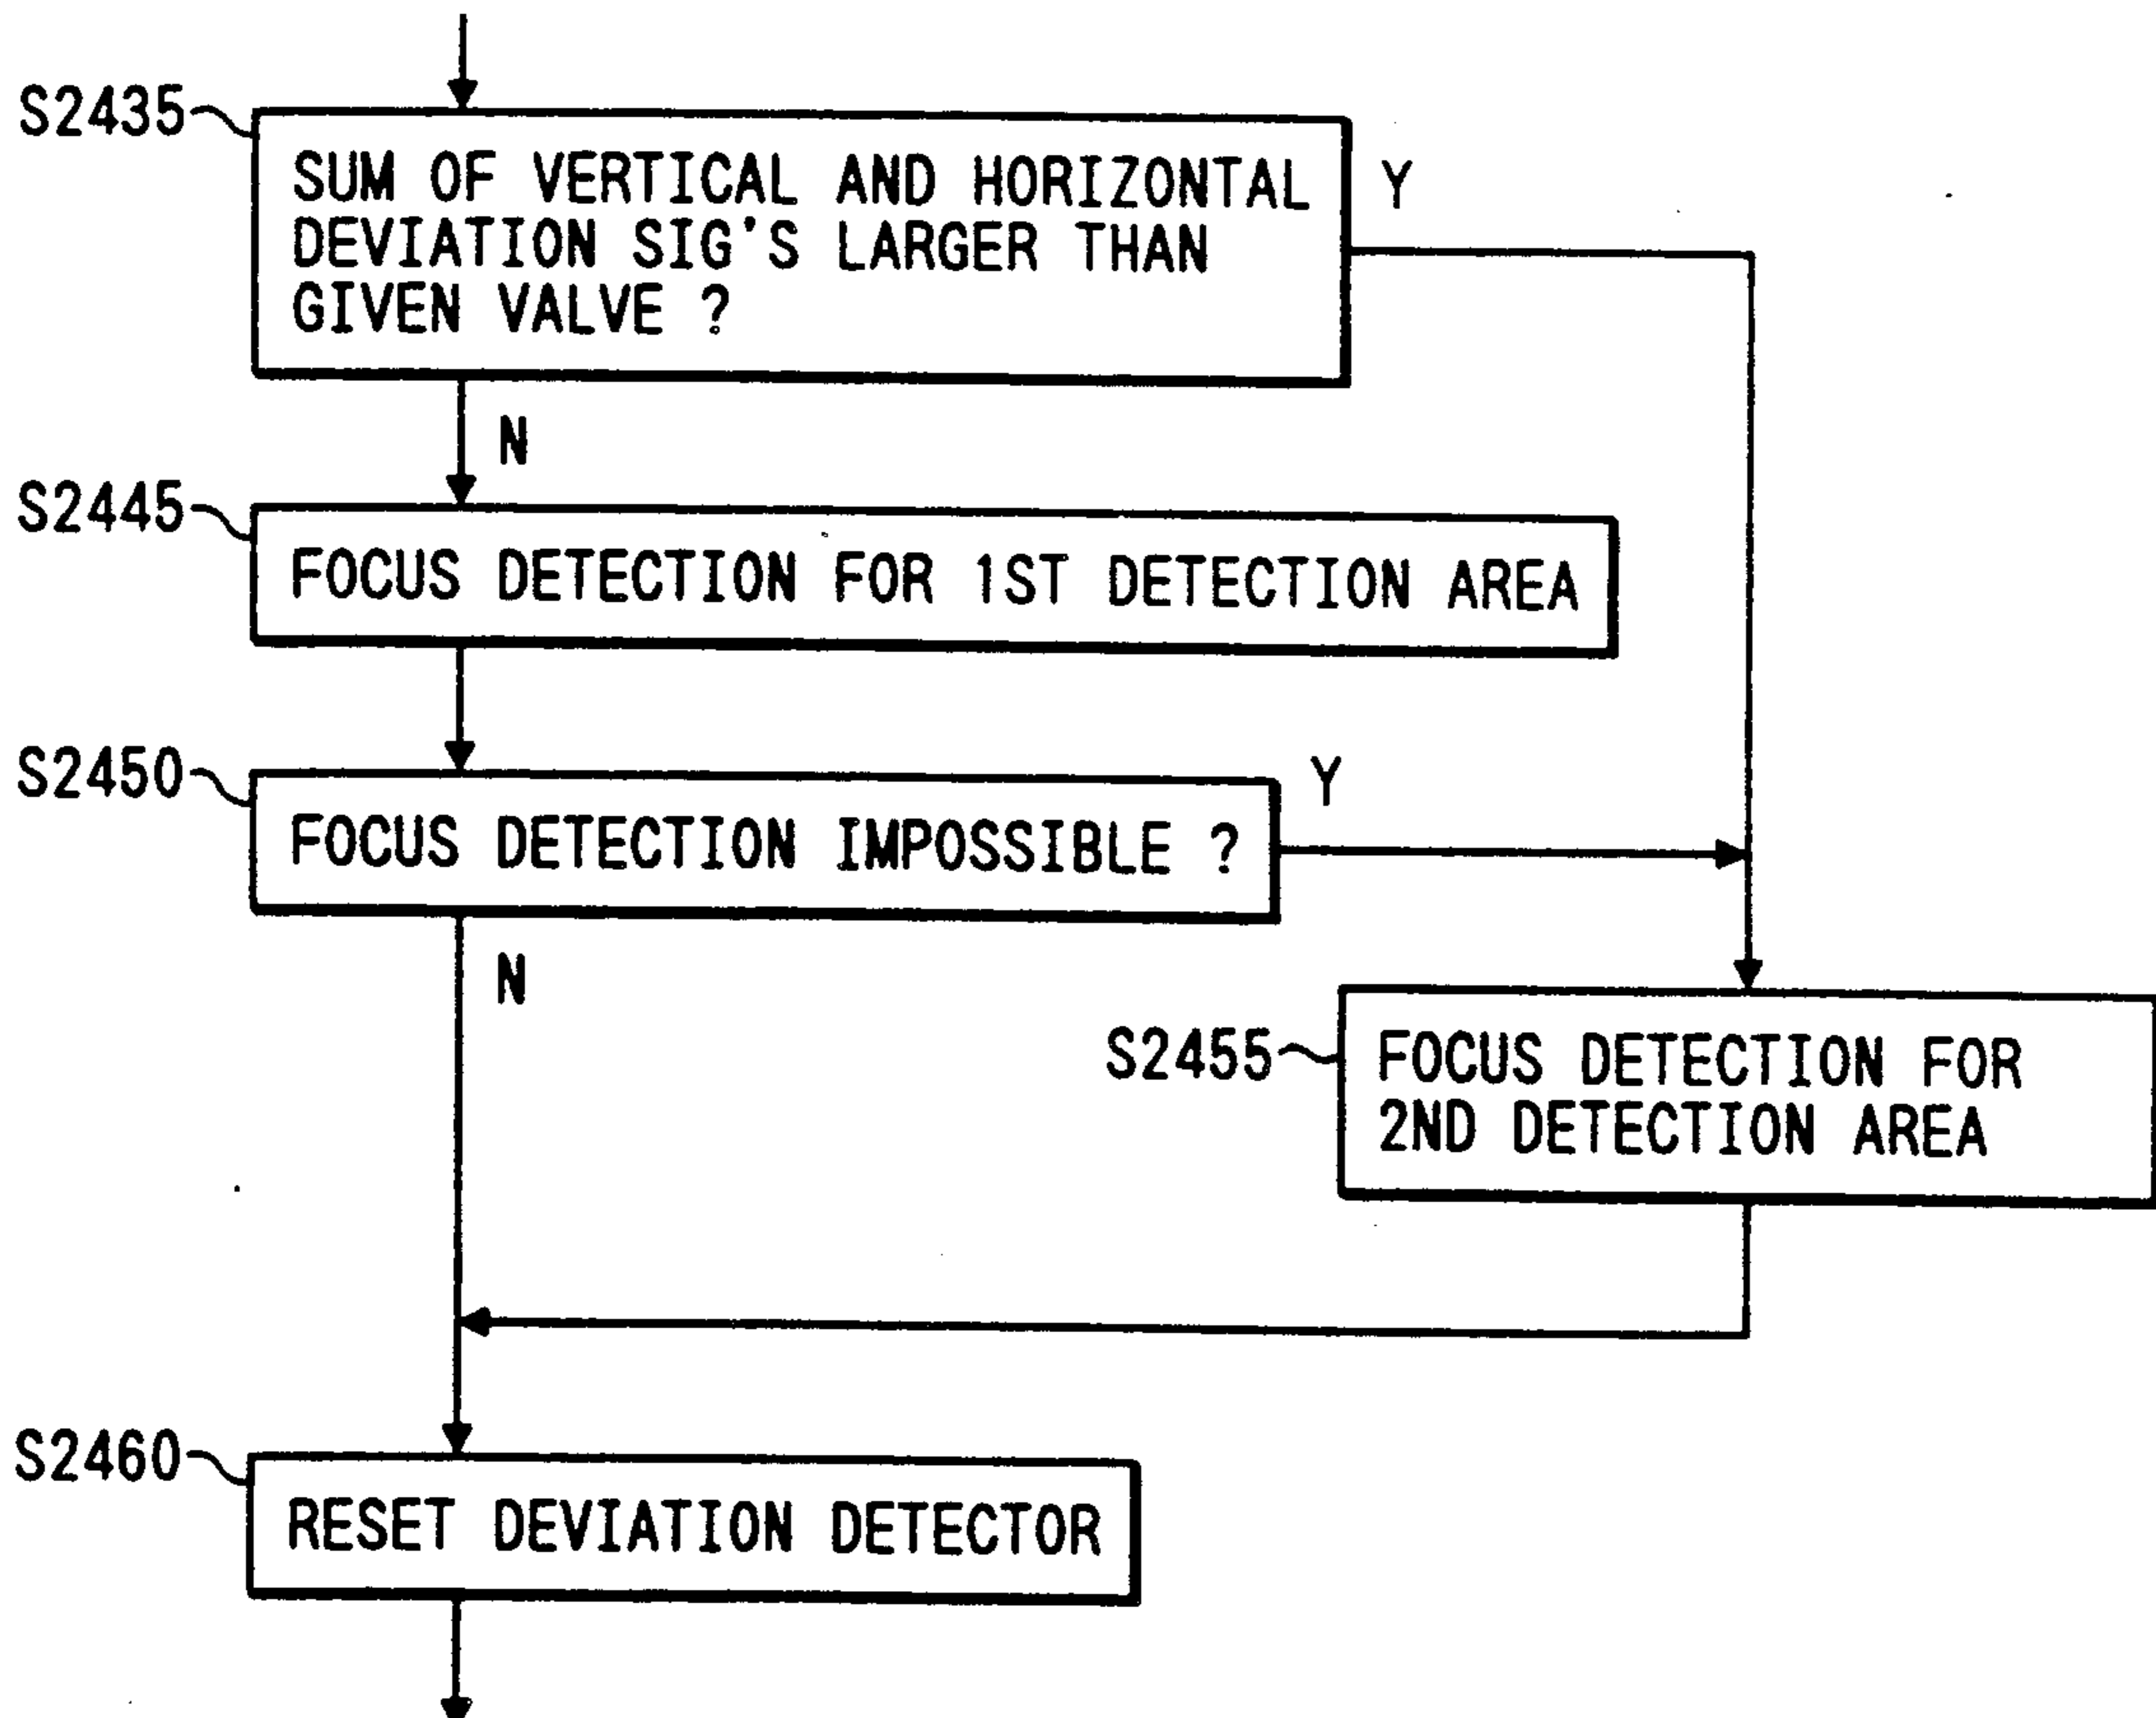 S2435
SUM OF VERTICAL AND HORIZONTAL
DEVIATION SIG'S LARGER THAN
GIVEN VALVE ?
Y
N
S2445
FOCUS DETECTION FOR 1ST DETECTION AREA
S2450
FOCUS DETECTION IMPOSSIBLE ?
Y
N
S2455
FOCUS DETECTION FOR
2ND DETECTION AREA
S2460
RESET DEVIATION DETECTOR